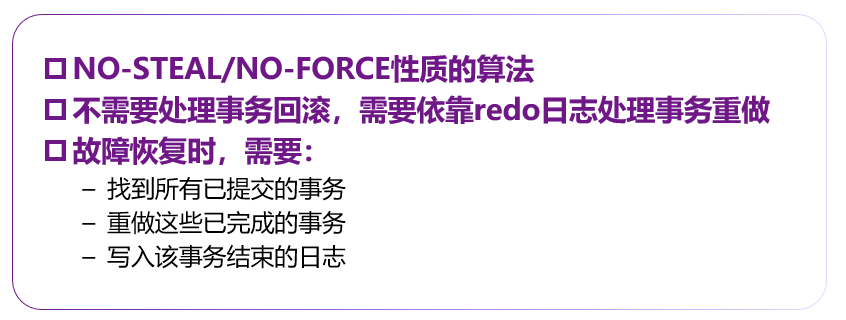 NO-STEAL/NO-FORCE性质的算法
不需要处理事务回滚，需要依靠redo日志处理事务重做
故障恢复时，需要：
– 找到所有已提交的事务
– 重做这些已完成的事务
– 写入该事务结束的日志